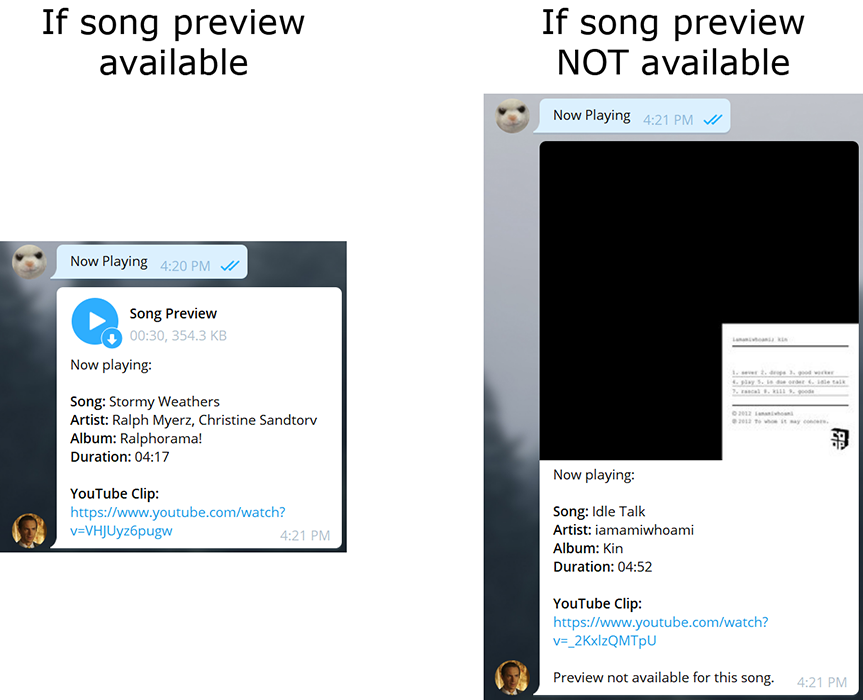 If song preview
available
Now Playing 4:20 PM
Song Preview
00:30, 354.3 KB
Now playing:
Song: Stormy Weathers
Artist: Ralph Myerz, Christine Sandtorv
Album: Ralphorama!
Duration: 04:17
YouTube Clip:
https://www.youtube.com/watch?
v=VHJUyz6pugw
4:21 PM
If song preview
NOT available
Now Playing 4:21 PM
iamamiwhoami; kin
1. sever 2. drops 3. good worker
4. play 5. in due order 6. idle talk
7. rascal 8. kill 9. goods
©2012 iamamiwhoami
℗2012 To whom it may concern.
Now playing:
Song: Idle Talk
Artist: iamamiwhoami
Album: Kin
Duration: 04:52
YouTube Clip:
https://www.youtube.com/watch?
v=_2KxlzQMTpU
Preview not available for this song. 4:21 PM